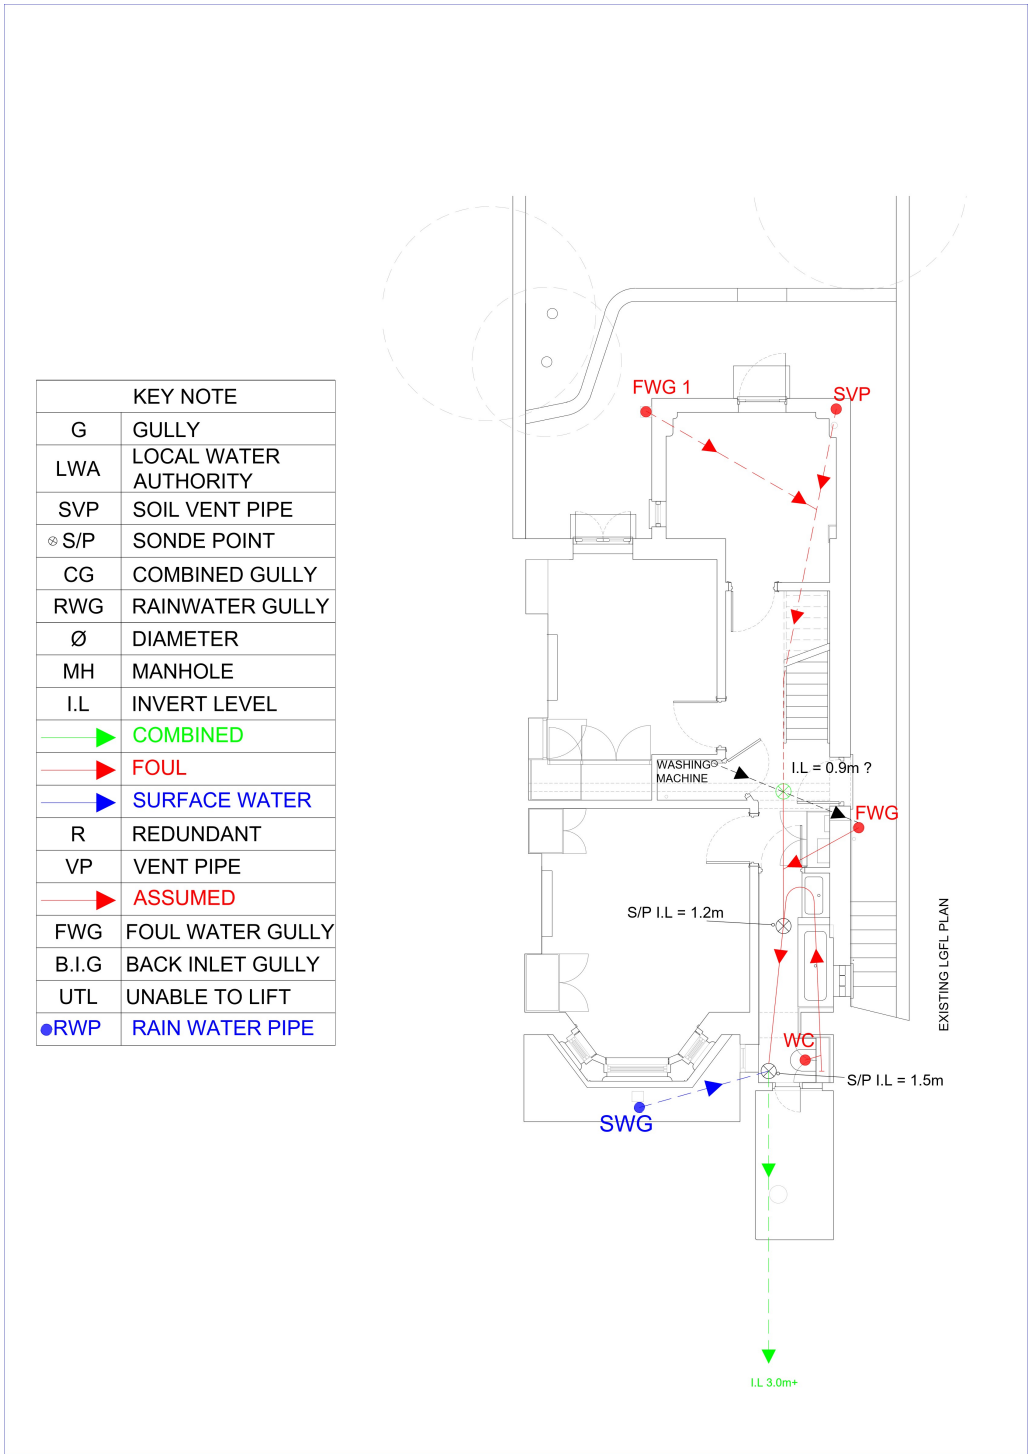 KEY NOTE
G GULLY
LWA LOCAL WATER
AUTHORITY
SVP SOIL VENT PIPE
⊗ S/P SONDE POINT
CG COMBINED GULLY
RWG RAINWATER GULLY
Ø DIAMETER
MH MANHOLE
I.L INVERT LEVEL
COMBINED
FOUL
SURFACE WATER
R REDUNDANT
VP VENT PIPE
ASSUMED
FWG FOUL WATER GULLY
B.I.G BACK INLET GULLY
UTL UNABLE TO LIFT
RWP RAIN WATER PIPE
FWG 1
SVP
WASHING
MACHINE
I.L = 0.9m ?
FWG
S/P I.L = 1.2m
WC
S/P I.L = 1.5m
SWG
I.L 3.0m+
EXISTING LGFL PLAN